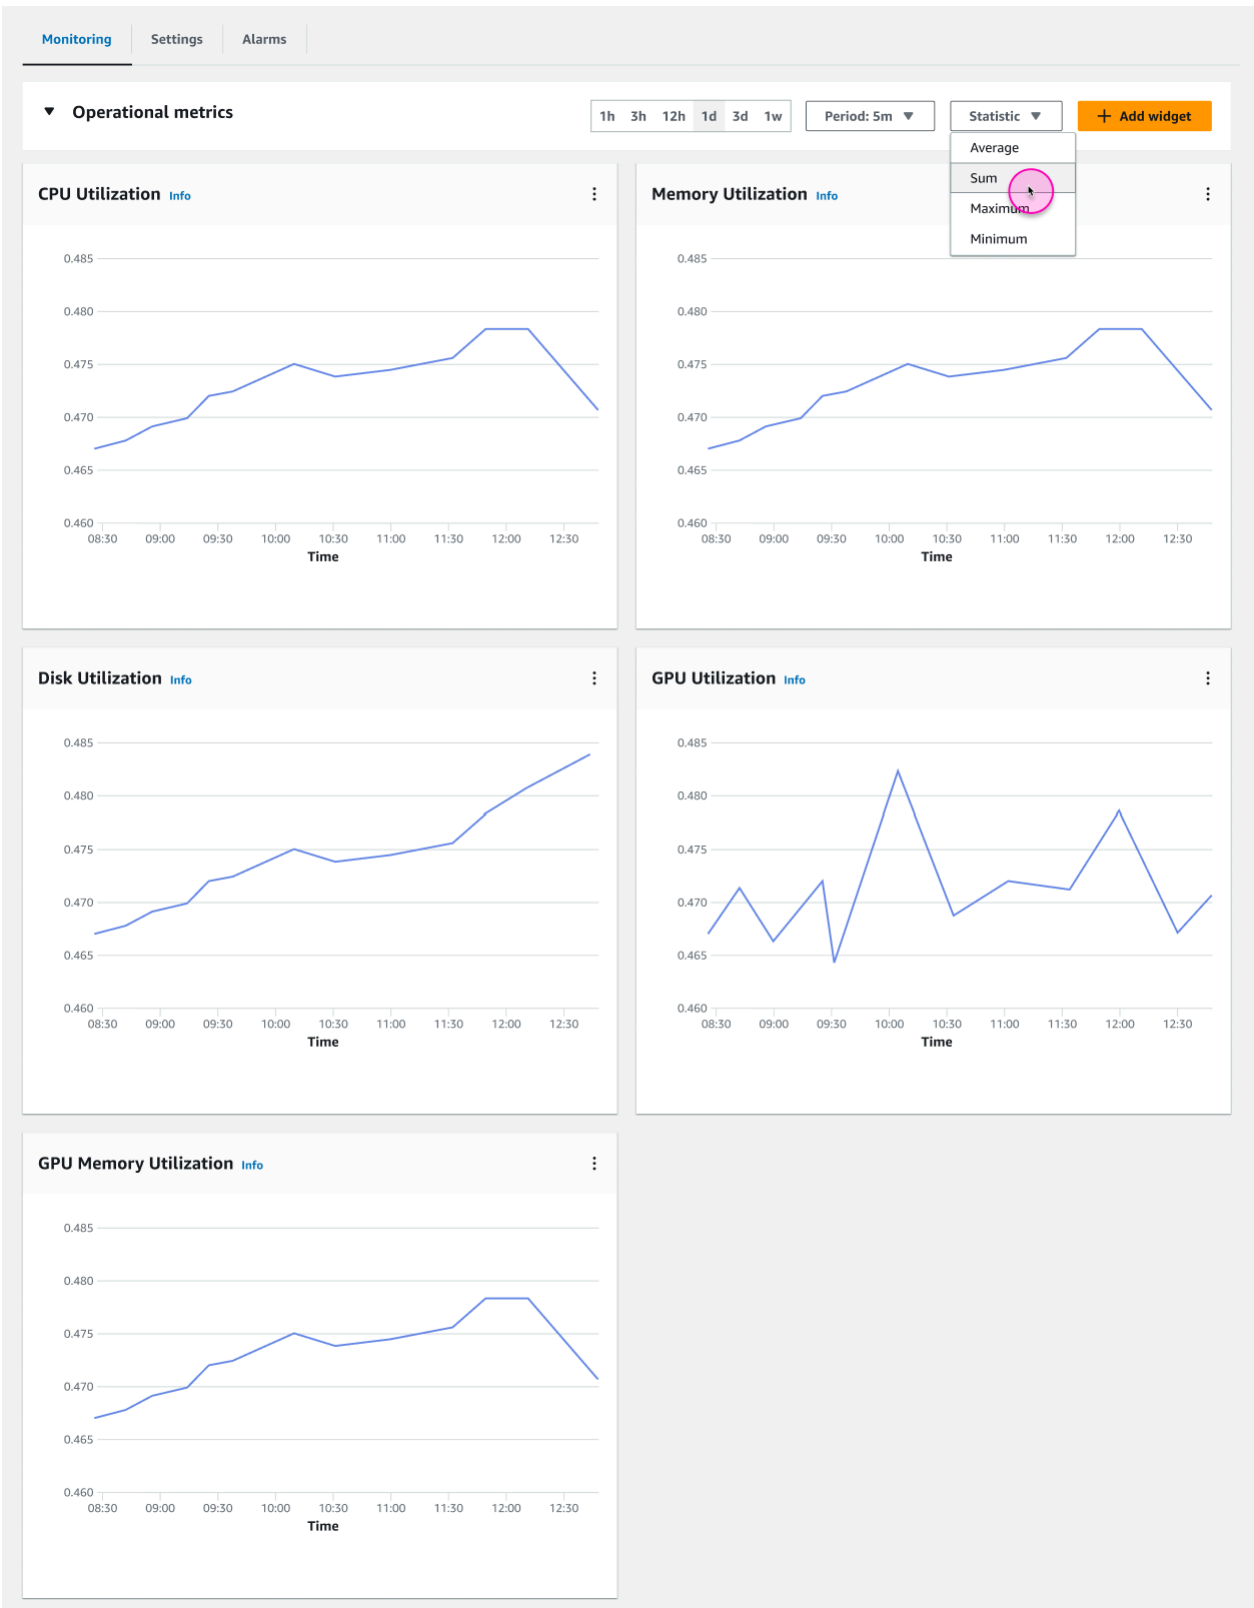 Monitoring Settings Alarms
Operational metrics 1h 3h 12h 1d 3d 1w Period: 5m Statistic + Add widget
Average
Sum
Maximum
Minimum
CPU Utilization Info
0.485
0.480
0.475
0.470
0.465
0.460
08:30 09:00 09:30 10:00 10:30 11:00 11:30 12:00 12:30
Time
Memory Utilization Info
0.485
0.480
0.475
0.470
0.465
0.460
08:30 09:00 09:30 10:00 10:30 11:00 11:30 12:00 12:30
Time
Disk Utilization Info
0.485
0.480
0.475
0.470
0.465
0.460
08:30 09:00 09:30 10:00 10:30 11:00 11:30 12:00 12:30
Time
GPU Utilization Info
0.485
0.480
0.475
0.470
0.465
0.460
08:30 09:00 09:30 10:00 10:30 11:00 11:30 12:00 12:30
Time
GPU Memory Utilization Info
0.485
0.480
0.475
0.470
0.465
0.460
08:30 09:00 09:30 10:00 10:30 11:00 11:30 12:00 12:30
Time